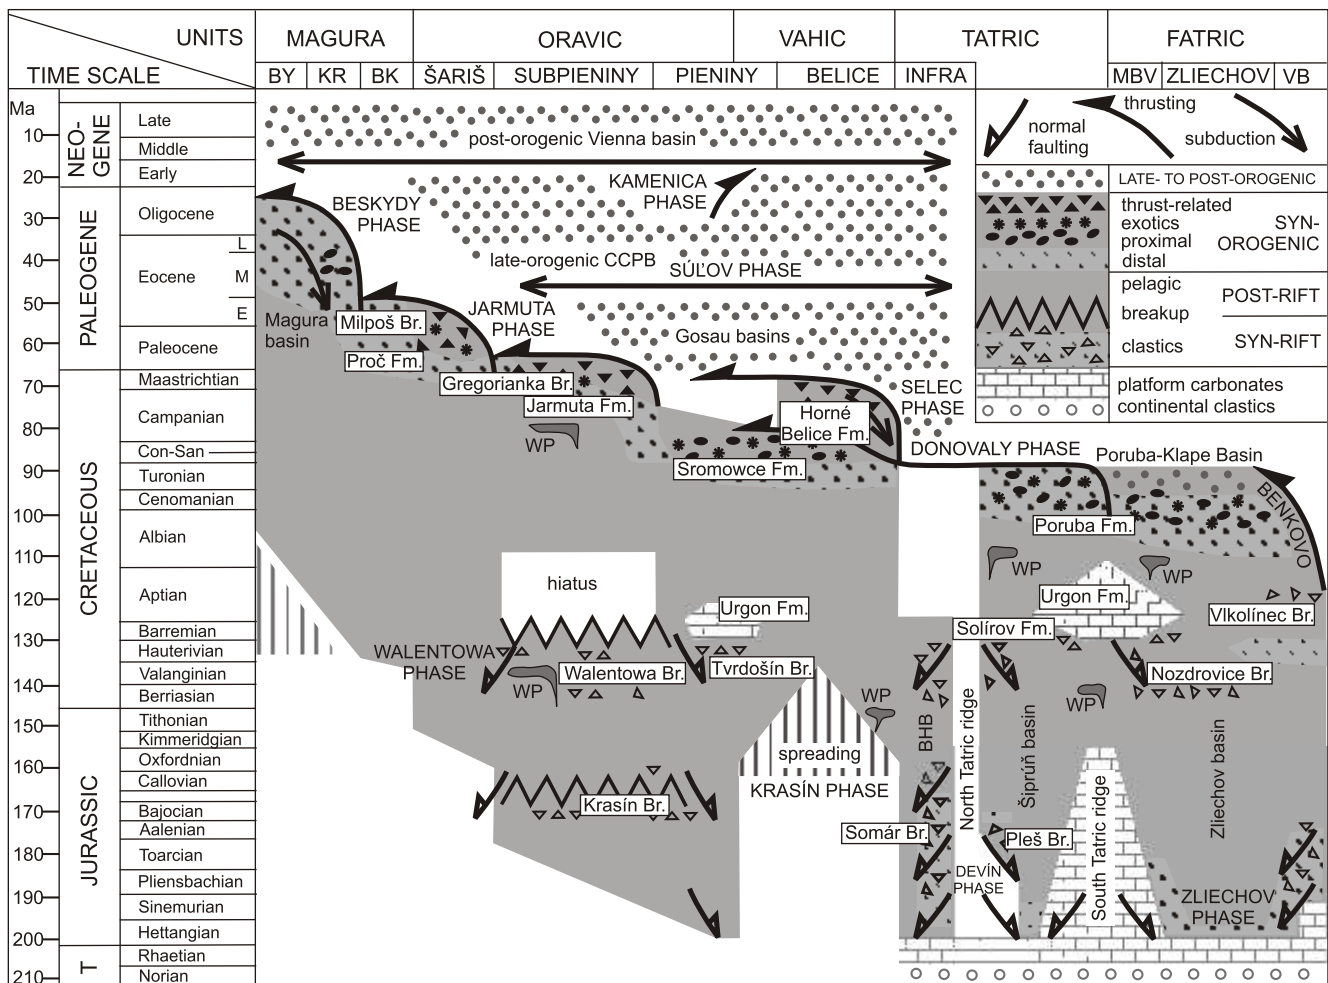 UNITS
TIME SCALE
MAGURA
ORAVIC
VAHIC
TATRIC
FATRIC
BY
KR
BK
ŠARIŠ
SUBPIENINY
PIENINY
BELICE
INFRA
MBV
ZLIECHOV
VB
Ma
10
20
30
40
50
60
70
80
90
100
110
120
130
140
150
160
170
180
190
200
210
NEO-
GENE
PALEOGENE
CRETACEOUS
JURASSIC
T
Late
Middle
Early
Oligocene
Eocene
L
M
E
Paleocene
Maastrichtian
Campanian
Con-San
Turonian
Cenomanian
Albian
Aptian
Barremian
Hauterivian
Valanginian
Berriasian
Tithonian
Kimmeridgian
Oxfordnian
Callovian
Bajocian
Aalenian
Toarcian
Pliensbachian
Sinemurian
Hettangian
Rhaetian
Norian
thrusting
normal
faulting
subduction
LATE- TO POST-OROGENIC
thrust-related
exotics
proximal
distal
SYN-
OROGENIC
pelagic
POST-RIFT
breakup
clastics
SYN-RIFT
platform carbonates
continental clastics
post-orogenic Vienna basin
BESKYDY
PHASE
KAMENICA
PHASE
late-orogenic CCPB
SÚĽOV PHASE
JARMUTA
PHASE
Gosau basins
Magura
basin
Milpoš Br.
Proč Fm.
Gregorianka Br.
Jarmuta Fm.
WP
SELEC
PHASE
Horné
Belice Fm.
Sromowce Fm.
DONOVALY PHASE
Poruba-Klape Basin
BENKOVO
Poruba Fm.
WP
WP
hiatus
Urgon Fm.
Urgon Fm.
Vlkolínec Br.
Solírov Fm.
WALENTOWA
PHASE
Walentowa Br.
Tvrdošín Br.
Nozdrovice Br.
WP
WP
WP
spreading
KRASÍN PHASE
Krasín Br.
BHB
North Tatric ridge
Šiprúň basin
South Tatric ridge
Zliechov basin
Somár Br.
Pleš Br.
DEVÍN
PHASE
ZLIECHOV
PHASE